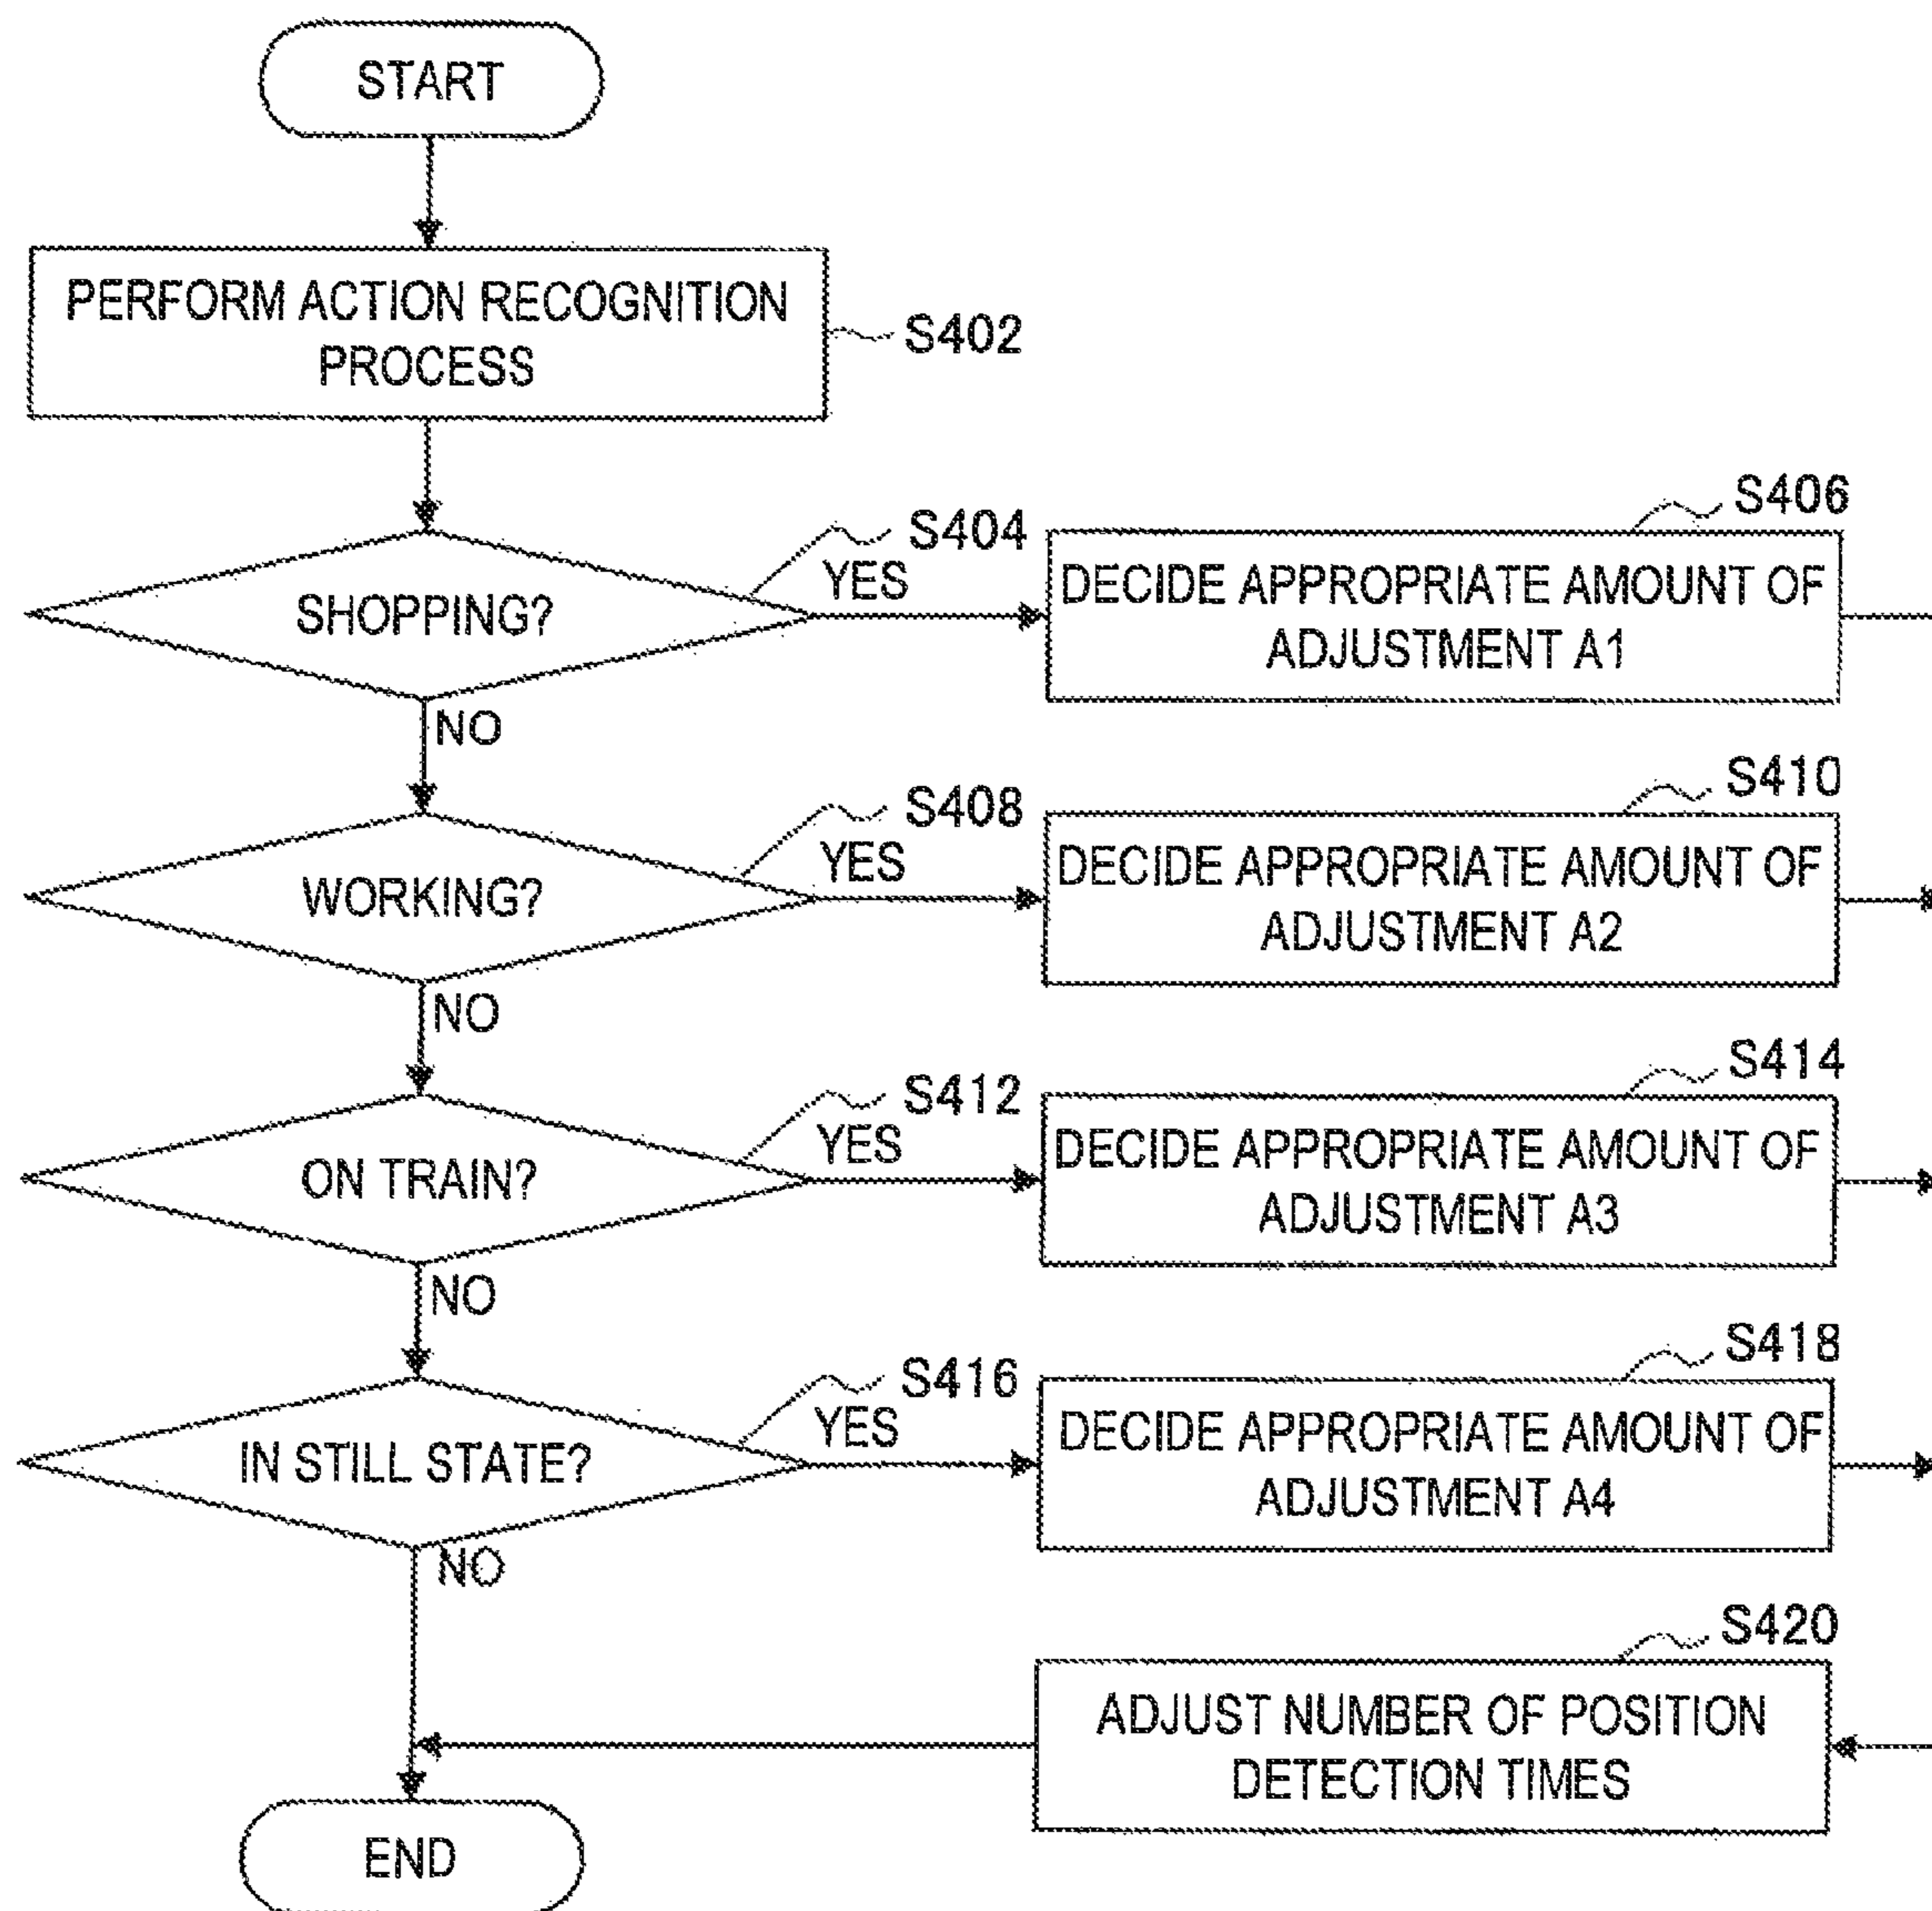 START
PERFORM ACTION RECOGNITION
PROCESS
S402
SHOPPING?
S404
YES
NO
DECIDE APPROPRIATE AMOUNT OF
ADJUSTMENT A1
S406
WORKING?
S408
YES
NO
DECIDE APPROPRIATE AMOUNT OF
ADJUSTMENT A2
S410
ON TRAIN?
S412
YES
NO
DECIDE APPROPRIATE AMOUNT OF
ADJUSTMENT A3
S414
IN STILL STATE?
S416
YES
NO
DECIDE APPROPRIATE AMOUNT OF
ADJUSTMENT A4
S418
ADJUST NUMBER OF POSITION
DETECTION TIMES
S420
END